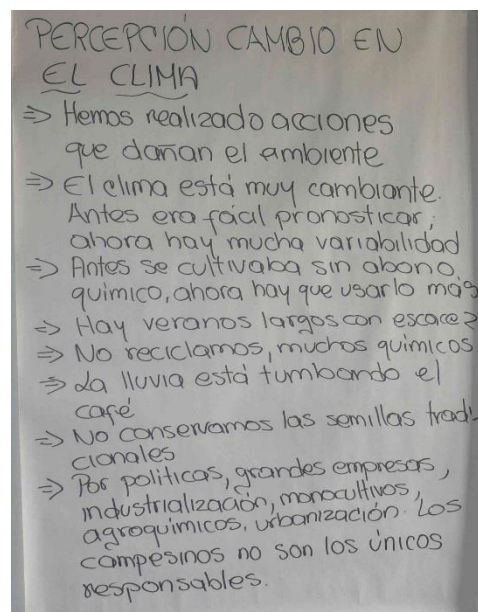 PERCEPCIÓN CAMBIO EN
EL CLIMA
=> Hemos realizado acciones
que dañan el ambiente
=> El clima está muy cambiante.
Antes era fácil pronosticar;
ahora hay mucha variabilidad
=> Antes se cultivaba sin abono
químico, ahora hay que usarlo más
=> Hay veranos largos con escacez
=> No reciclamos, muchos químicos
=> La lluvia está tumbando el
café
=> No conservamos las semillas tradi-
cionales
=> Por políticas, grandes empresas,
industrialización, monocultivos,
agroquímicos, urbanización. Los
campesinos no son los únicos
responsables.